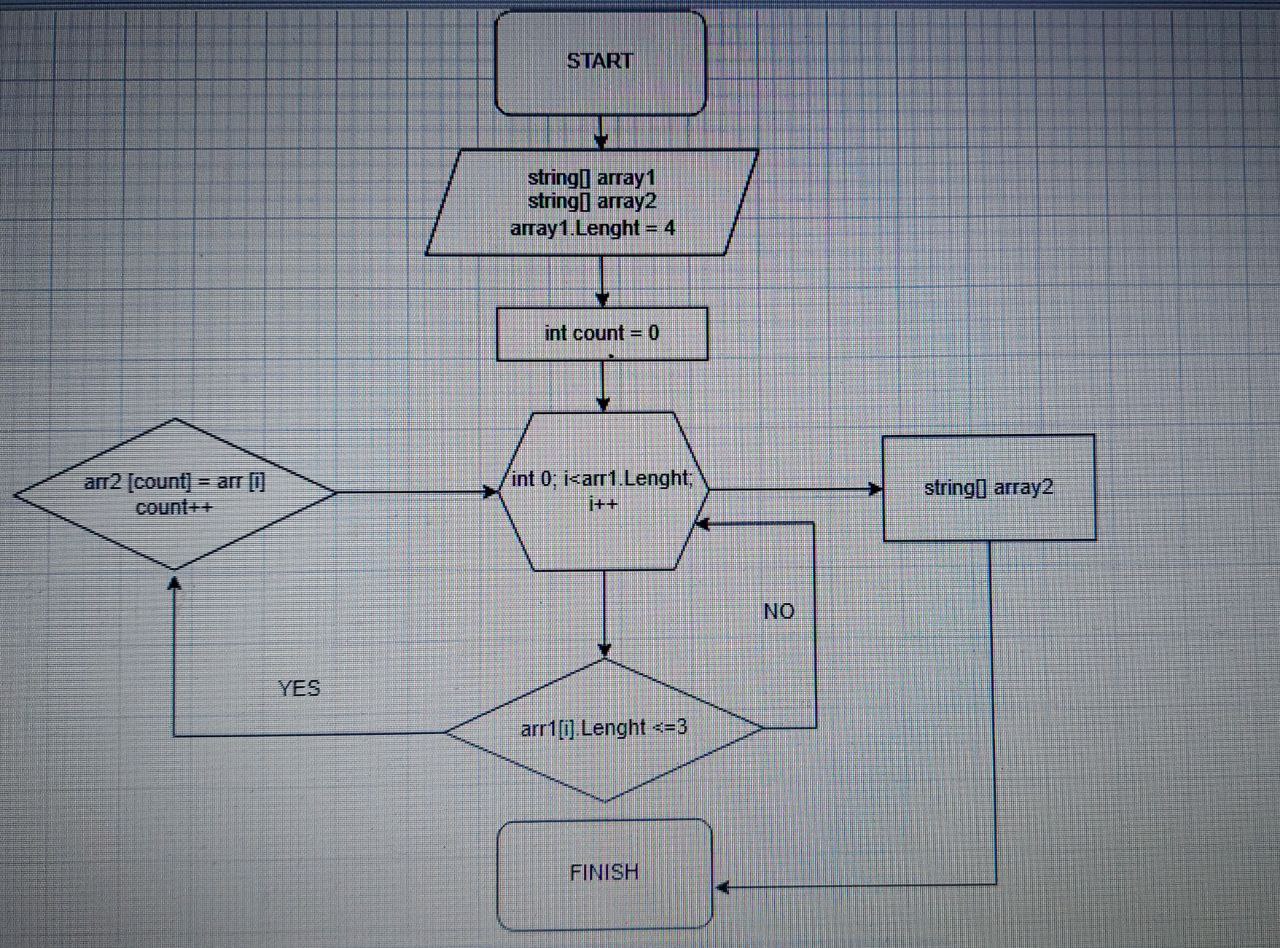 START
string[] array1
string[] array2
array1.Lenght = 4
int count = 0
arr2 [count] = arr [i]
count++
int 0; i<arr1.Lenght;
i++
string[] array2
NO
YES
arr1[i].Lenght <=3
FINISH